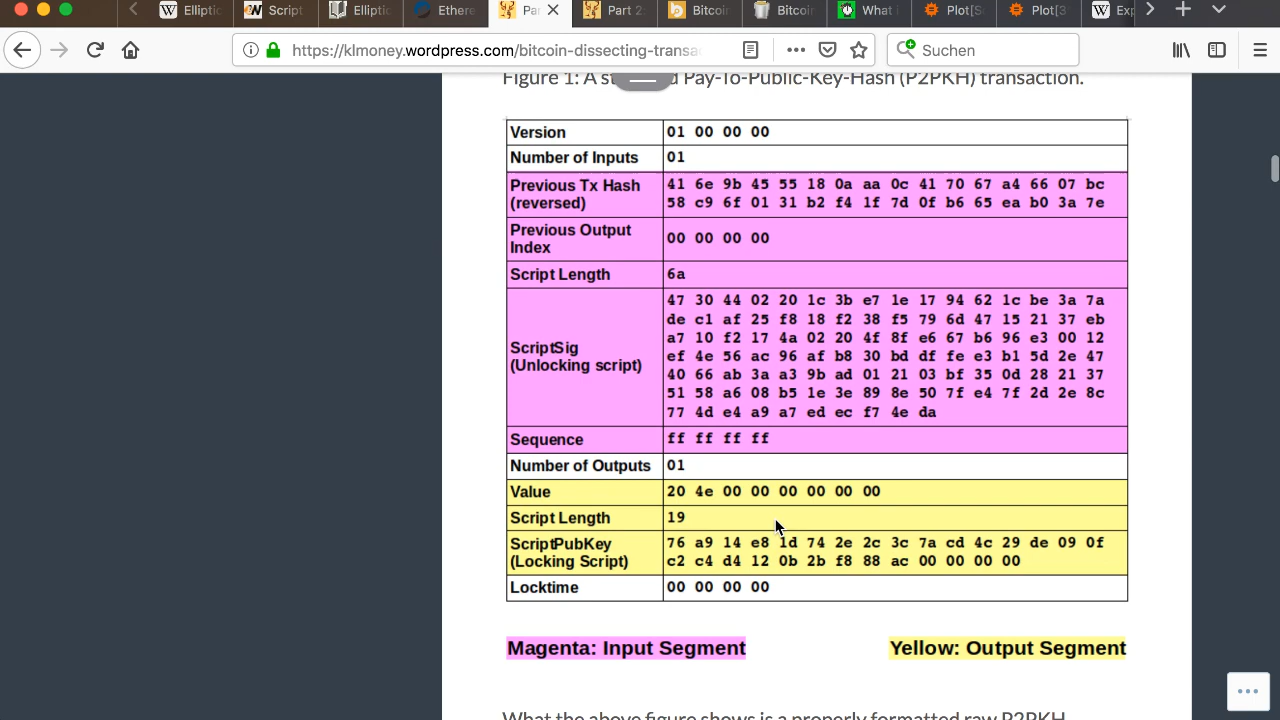 Ellipti
Script
Ellipti
Ethere
Pa
Part 2
Bitcoi
Bitcoi
What i
Plot[S
Plot[3
Exp
https://klmoney.wordpress.com/bitcoin-dissecting-transa
Suchen
Figure 1: A st d Pay-To-Public-Key-Hash (P2PKH) transaction.
Version 01 00 00 00
Number of Inputs 01
Previous Tx Hash (reversed) 41 6e 9b 45 55 18 0a aa 0c 41 70 67 a4 66 07 bc
58 c9 6f 01 31 b2 f4 1f 7d 0f b6 65 ea b0 3a 7e
Previous Output Index 00 00 00 00
Script Length 6a
ScriptSig (Unlocking script) 47 30 44 02 20 1c 3b e7 1e 17 94 62 1c be 3a 7a
de c1 af 25 f8 18 f2 38 f5 79 6d 47 15 21 37 eb
a7 10 f2 17 4a 02 20 4f 8f e6 67 b6 96 e3 00 12
ef 4e 56 ac 96 af b8 30 bd df fe e3 b1 5d 2e 47
40 66 ab 3a a3 9b ad 01 21 03 bf 35 0d 28 21 37
51 58 a6 08 b5 1e 3e 89 8e 50 7f e4 7f 2d 2e 8c
77 4d e4 a9 a7 ed ec f7 4e da
Sequence ff ff ff ff
Number of Outputs 01
Value 20 4e 00 00 00 00 00 00
Script Length 19
ScriptPubKey (Locking Script) 76 a9 14 e8 1d 74 2e 2c 3c 7a cd 4c 29 de 09 0f
c2 c4 d4 12 0b 2b f8 88 ac 00 00 00 00
Locktime 00 00 00 00
Magenta: Input Segment
Yellow: Output Segment
What the above figure shows is a properly formatted raw P2PKH